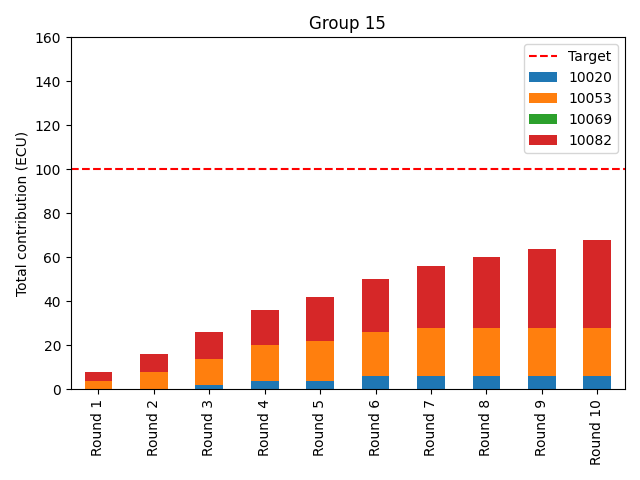 Group 15
Total contribution (ECU)
160
140
120
100
80
60
40
20
0
Target
10020
10053
10069
10082
Round 1
Round 2
Round 3
Round 4
Round 5
Round 6
Round 7
Round 8
Round 9
Round 10